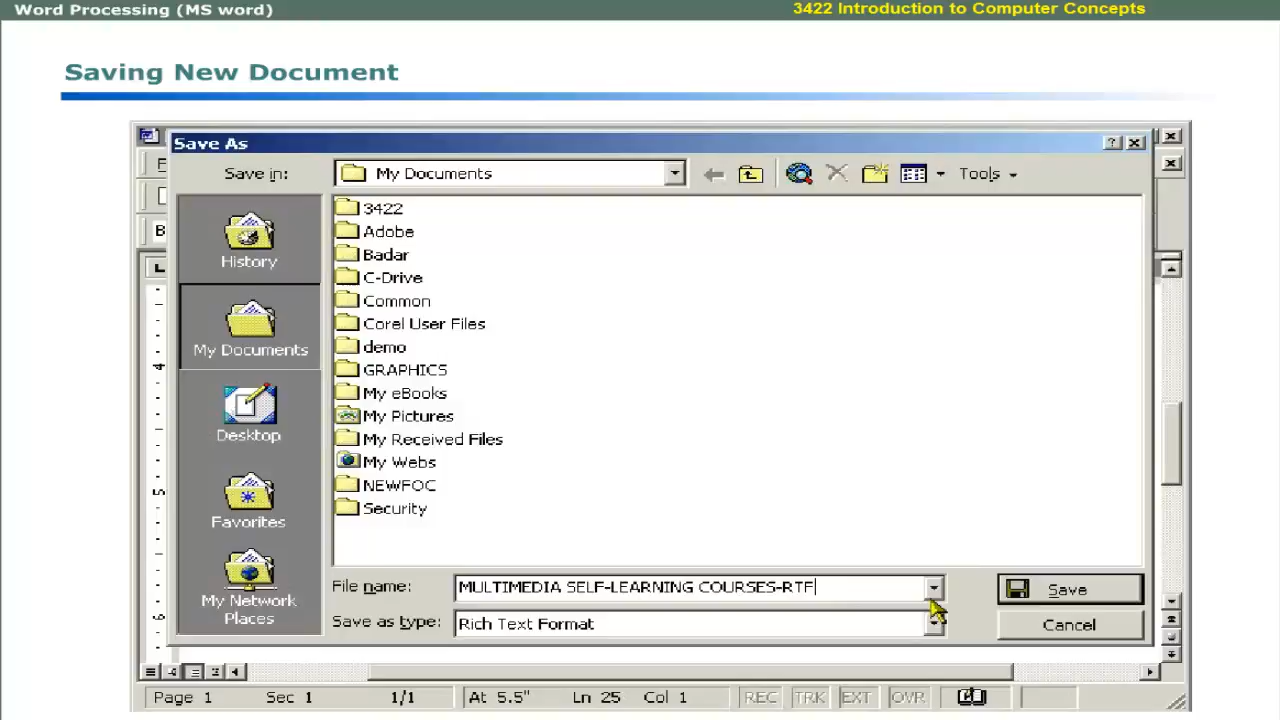 Word Processing (MS word)
3422 Introduction to Computer Concepts
Saving New Document
Save As
Save in:
My Documents
Tools
History
My Documents
Desktop
Favorites
My Network
Places
3422
Adobe
Badar
C-Drive
Common
Corel User Files
demo
GRAPHICS
My eBooks
My Pictures
My Received Files
My Webs
NEWFOC
Security
File name:
MULTIMEDIA SELF-LEARNING COURSES-RTF
Save
Save as type:
Rich Text Format
Cancel
4
5
Page 1 Sec 1 1/1 At 5.5" Ln 25 Col 1 REC TRK EXT OVR